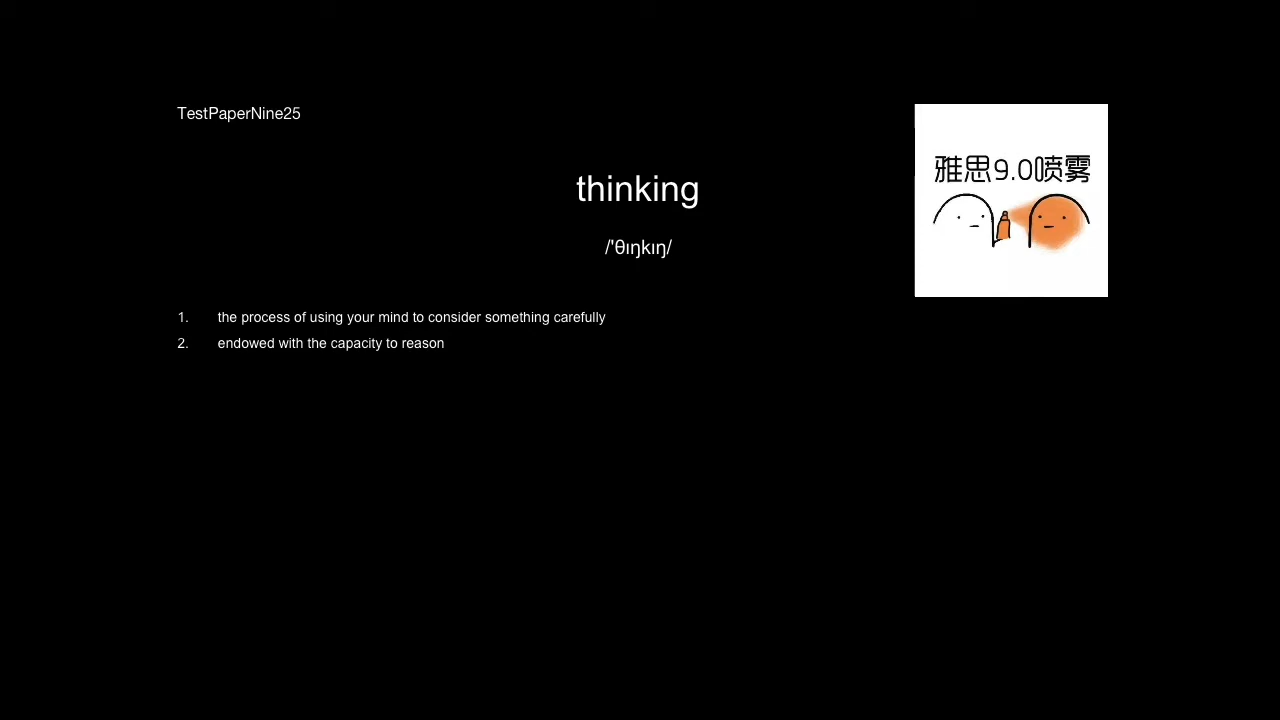 TestPaperNine25
雅思9.0喷雾
thinking
/'θıŋkıŋ/
1. the process of using your mind to consider something carefully
2. endowed with the capacity to reason